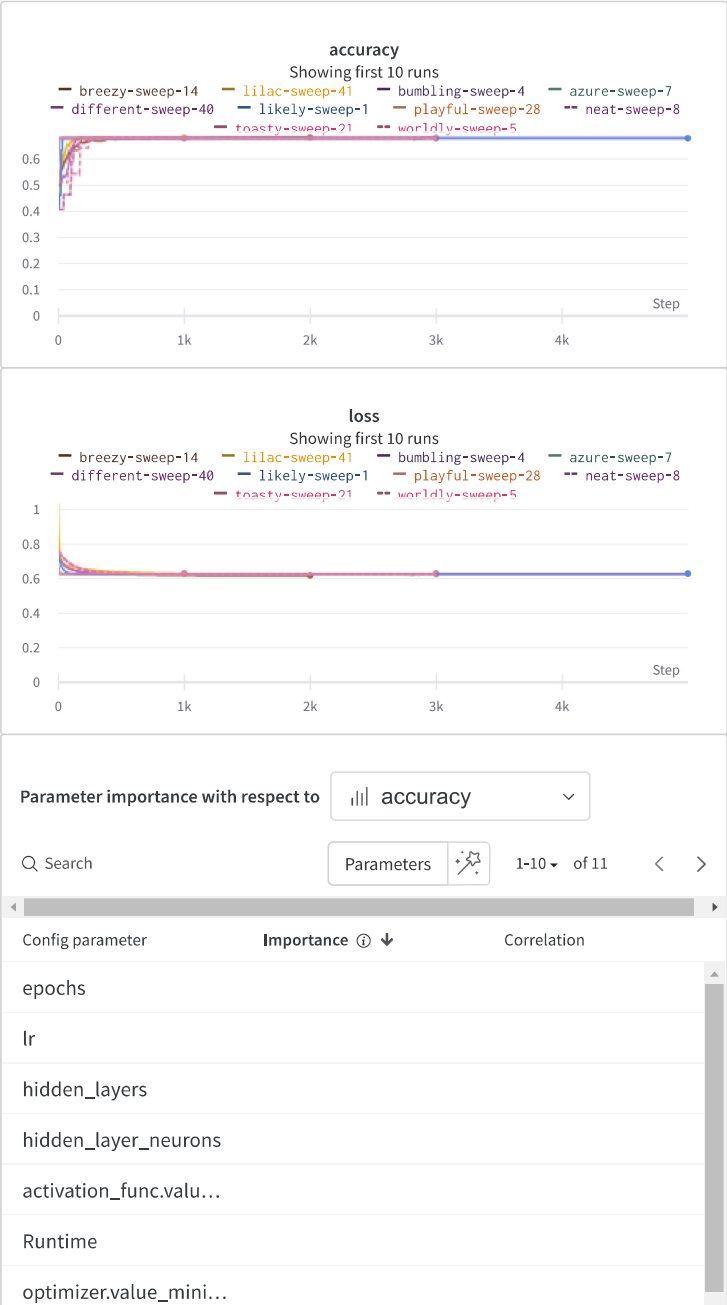 accuracy
Showing first 10 runs
breezy-sweep-14 lilac-sweep-41 bumbling-sweep-4 azure-sweep-7
different-sweep-40 likely-sweep-1 playful-sweep-28 neat-sweep-8
toasty-sweep-21 worldly-sweep-5
0.6
0.5
0.4
0.3
0.2
0.1
Step
0
0 1k 2k 3k 4k
loss
Showing first 10 runs
breezy-sweep-14 lilac-sweep-41 bumbling-sweep-4 azure-sweep-7
different-sweep-40 likely-sweep-1 playful-sweep-28 neat-sweep-8
toasty-sweep-21 worldly-sweep-5
1
0.8
0.6
0.4
0.2
Step
0
0 1k 2k 3k 4k
Parameter importance with respect to accuracy
Search Parameters 1-10 of 11
Config parameter Importance Correlation
epochs
lr
hidden_layers
hidden_layer_neurons
activation_func.valu...
Runtime
optimizer.value_mini...